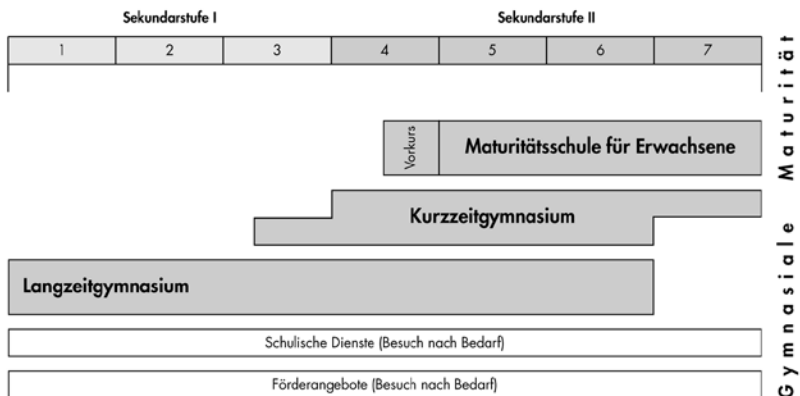 Sekundarstufe I
Sekundarstufe II
1 2 3 4 5 6 7
Vorkurs
Maturitätsschule für Erwachsene
Kurzzeitgymnasium
Langzeitgymnasium
Schulische Dienste (Besuch nach Bedarf)
Förderangebote (Besuch nach Bedarf)
Gymnasiale Maturität